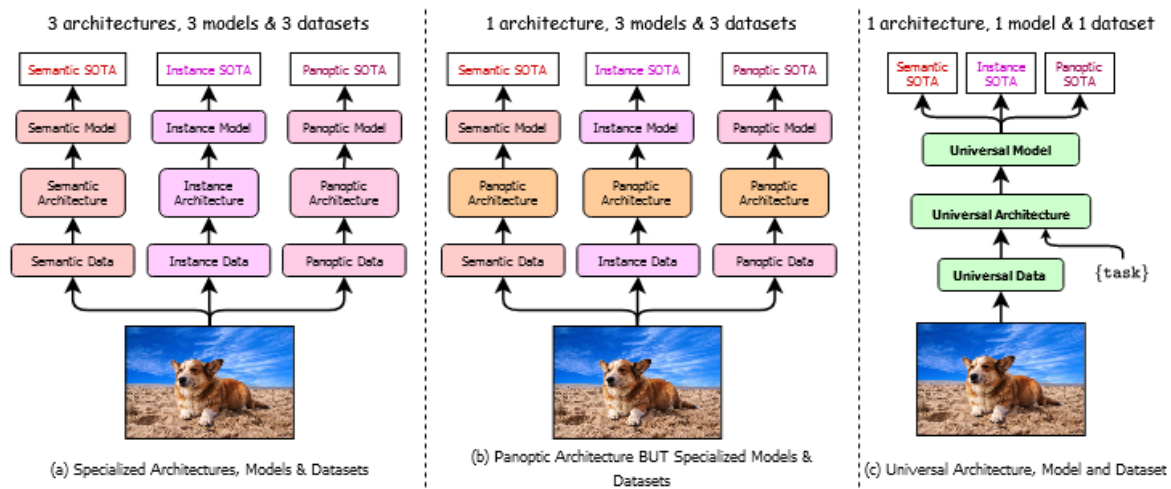 3 architectures, 3 models & 3 datasets
Semantic SOTA
Instance SOTA
Panoptic SOTA
Semantic Model
Instance Model
Panoptic Model
Semantic
Architecture
Instance
Architecture
Panoptic
Architecture
Semantic Data
Instance Data
Panoptic Data
(a) Specialized Architectures, Models & Datasets
1 architecture, 3 models & 3 datasets
Semantic SOTA
Instance SOTA
Panoptic SOTA
Semantic Model
Instance Model
Panoptic Model
Panoptic
Architecture
Panoptic
Architecture
Panoptic
Architecture
Semantic Data
Instance Data
Panoptic Data
(b) Panoptic Architecture BUT Specialized Models &
Datasets
1 architecture, 1 model & 1 dataset
Semantic
SOTA
Instance
SOTA
Panoptic
SOTA
Universal Model
Universal Architecture
{task}
Universal Data
(c) Universal Architecture, Model and Dataset